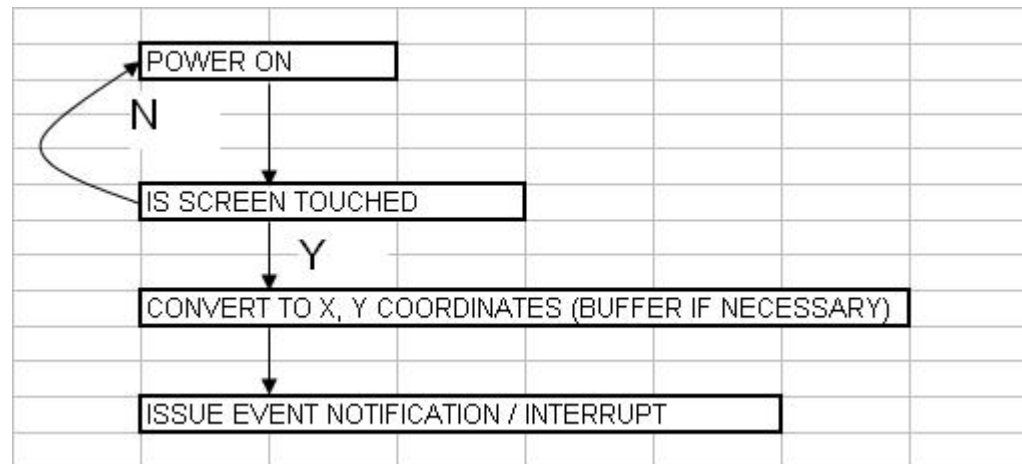 POWER ON
N
IS SCREEN TOUCHED
Y
CONVERT TO X, Y COORDINATES (BUFFER IF NECESSARY)
ISSUE EVENT NOTIFICATION / INTERRUPT